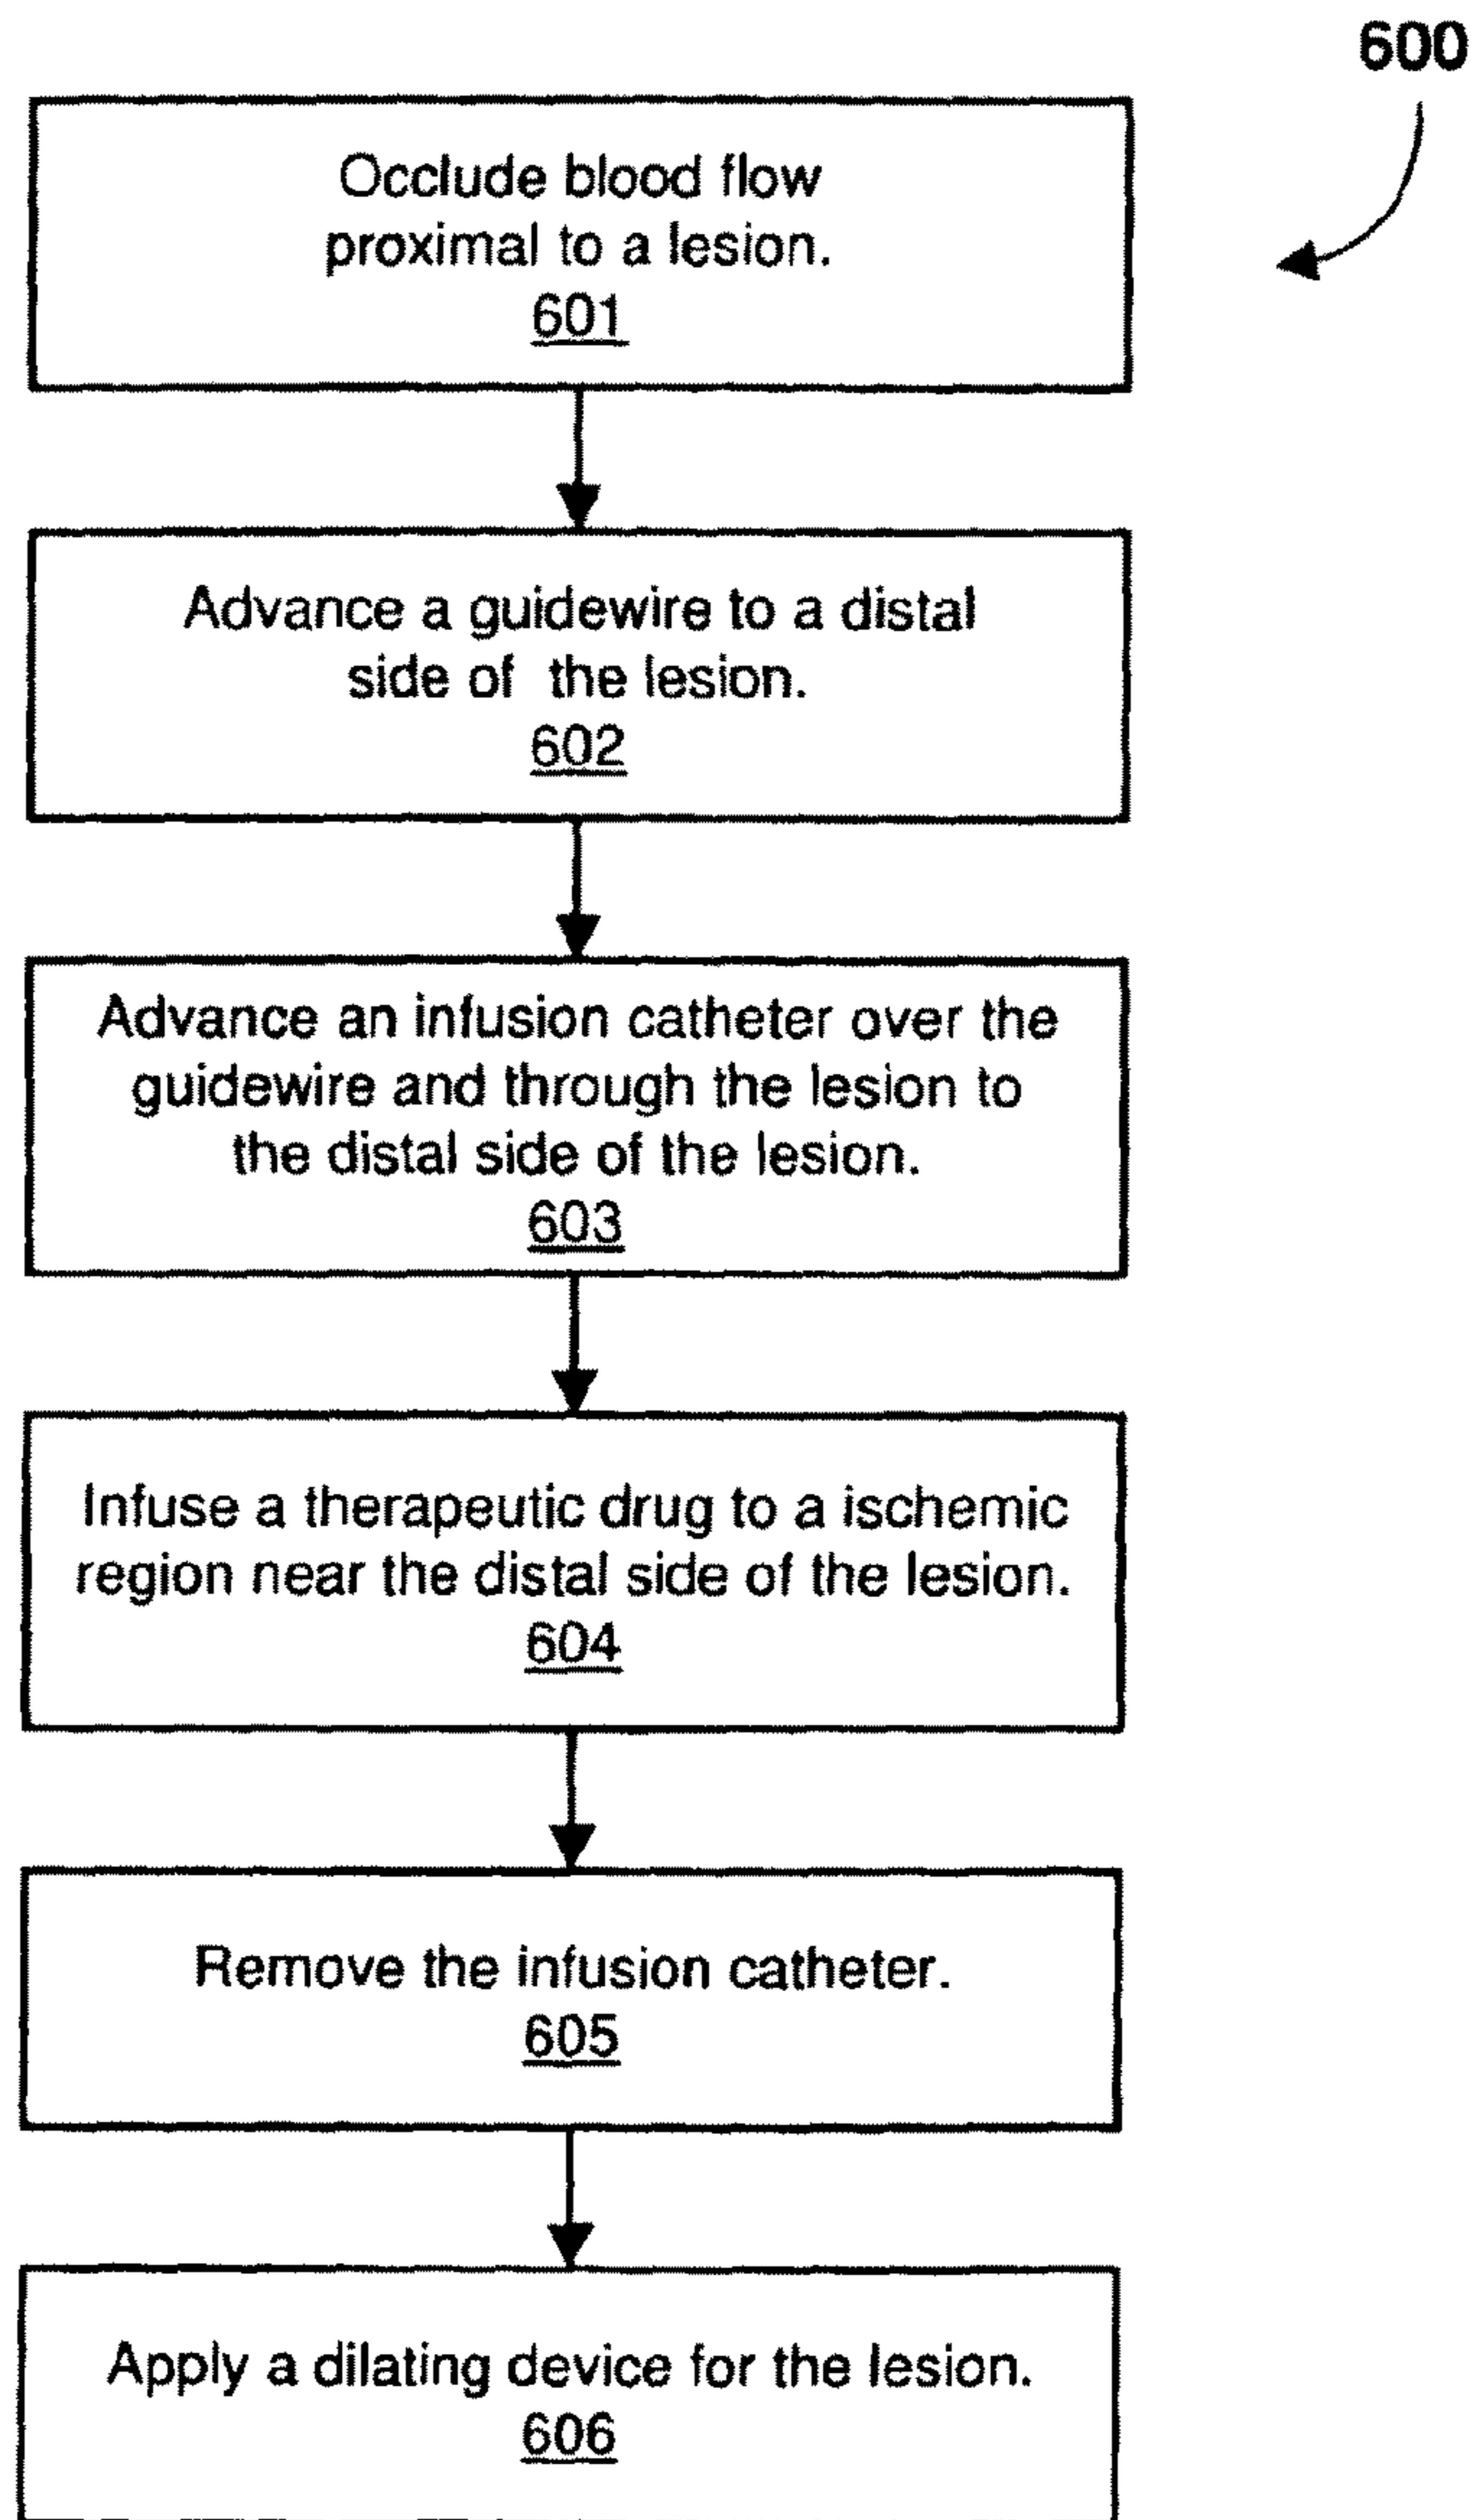 600
Occlude blood flow
proximal to a lesion.
601
Advance a guidewire to a distal
side of the lesion.
602
Advance an infusion catheter over the
guidewire and through the lesion to
the distal side of the lesion.
603
Infuse a therapeutic drug to a ischemic
region near the distal side of the lesion.
604
Remove the infusion catheter.
605
Apply a dilating device for the lesion.
606